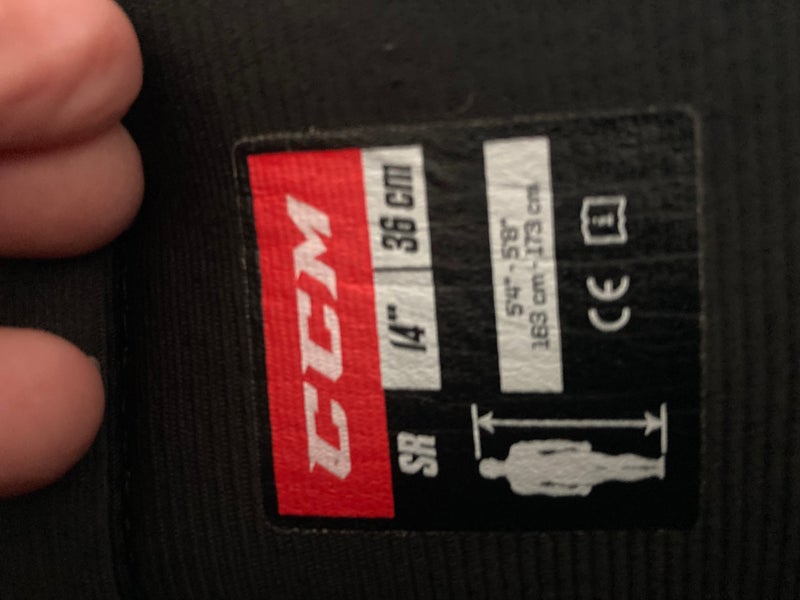 CCM
SR 14" 36 cm
5'4" - 5'8"
163 cm - 173 cm
CE